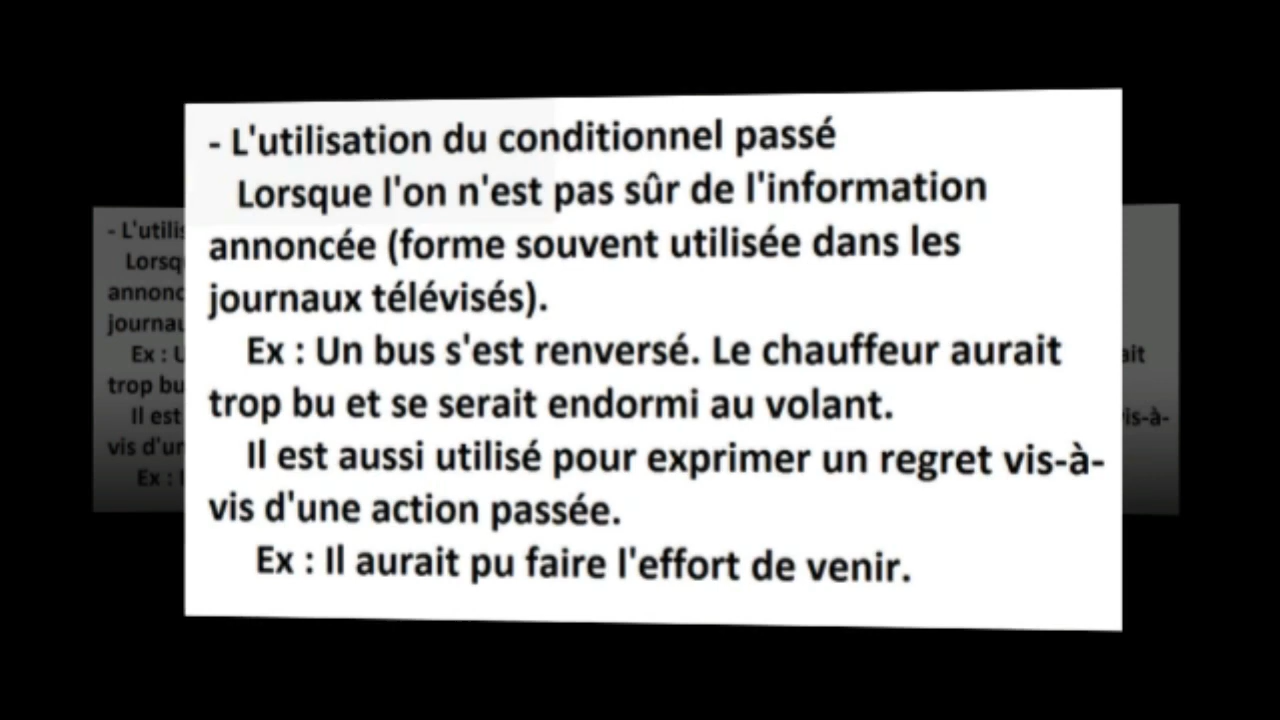 - L'utilisation du conditionnel passé
Lorsque l'on n'est pas sûr de l'information
annoncée (forme souvent utilisée dans les
journaux télévisés).
Ex : Un bus s'est renversé. Le chauffeur aurait
trop bu et se serait endormi au volant.
Il est aussi utilisé pour exprimer un regret vis-à-
vis d'une action passée.
Ex : Il aurait pu faire l'effort de venir.